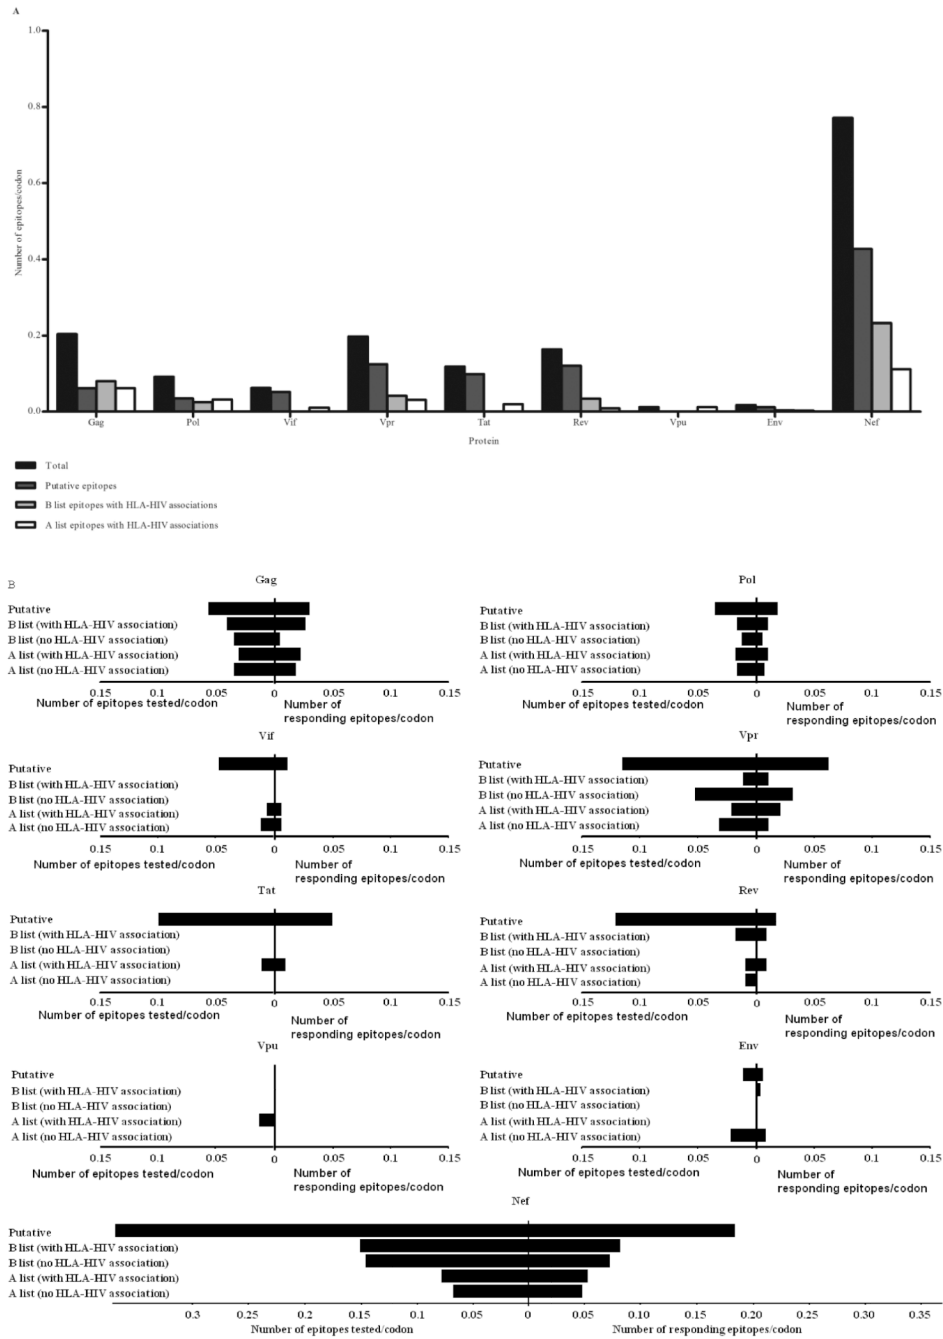 A
1.0
0.8
0.6
0.4
0.2
0.0
Number of epitopes/codon
Gag Pol Vif Vpr Tat Rev Vpu Env Nef
Protein
Total
Putative epitopes
B list epitopes with HLA-HIV associations
A list epitopes with HLA-HIV associations
B
Gag
Putative
B list (with HLA-HIV association)
B list (no HLA-HIV association)
A list (with HLA-HIV association)
A list (no HLA-HIV association)
0.15 0.1 0.05 0 0.05 0.1 0.15
Number of epitopes tested/codon
Number of
responding epitopes/codon
Pol
Putative
B list (with HLA-HIV association)
B list (no HLA-HIV association)
A list (with HLA-HIV association)
A list (no HLA-HIV association)
0.15 0.1 0.05 0 0.05 0.1 0.15
Number of epitopes tested/codon
Number of
responding epitopes/codon
Vif
Putative
B list (with HLA-HIV association)
B list (no HLA-HIV association)
A list (with HLA-HIV association)
A list (no HLA-HIV association)
0.15 0.1 0.05 0 0.05 0.1 0.15
Number of epitopes tested/codon
Number of
responding epitopes/codon
Vpr
Putative
B list (with HLA-HIV association)
B list (no HLA-HIV association)
A list (with HLA-HIV association)
A list (no HLA-HIV association)
0.15 0.1 0.05 0 0.05 0.1 0.15
Number of epitopes tested/codon
Number of
responding epitopes/codon
Tat
Putative
B list (with HLA-HIV association)
B list (no HLA-HIV association)
A list (with HLA-HIV association)
A list (no HLA-HIV association)
0.15 0.1 0.05 0 0.05 0.1 0.15
Number of epitopes tested/codon
Number of
responding epitopes/codon
Rev
Putative
B list (with HLA-HIV association)
B list (no HLA-HIV association)
A list (with HLA-HIV association)
A list (no HLA-HIV association)
0.15 0.1 0.05 0 0.05 0.1 0.15
Number of epitopes tested/codon
Number of
responding epitopes/codon
Vpu
Putative
B list (with HLA-HIV association)
B list (no HLA-HIV association)
A list (with HLA-HIV association)
A list (no HLA-HIV association)
0.15 0.1 0.05 0 0.05 0.1 0.15
Number of epitopes tested/codon
Number of
responding epitopes/codon
Env
Putative
B list (with HLA-HIV association)
B list (no HLA-HIV association)
A list (with HLA-HIV association)
A list (no HLA-HIV association)
0.15 0.1 0.05 0 0.05 0.1 0.15
Number of epitopes tested/codon
Number of
responding epitopes/codon
Nef
Putative
B list (with HLA-HIV association)
B list (no HLA-HIV association)
A list (with HLA-HIV association)
A list (no HLA-HIV association)
0.3 0.25 0.20 0.15 0.1 0.05 0 0.05 0.10 0.15 0.20 0.25 0.30 0.35
Number of epitopes tested/codon
Number of responding epitopes/codon